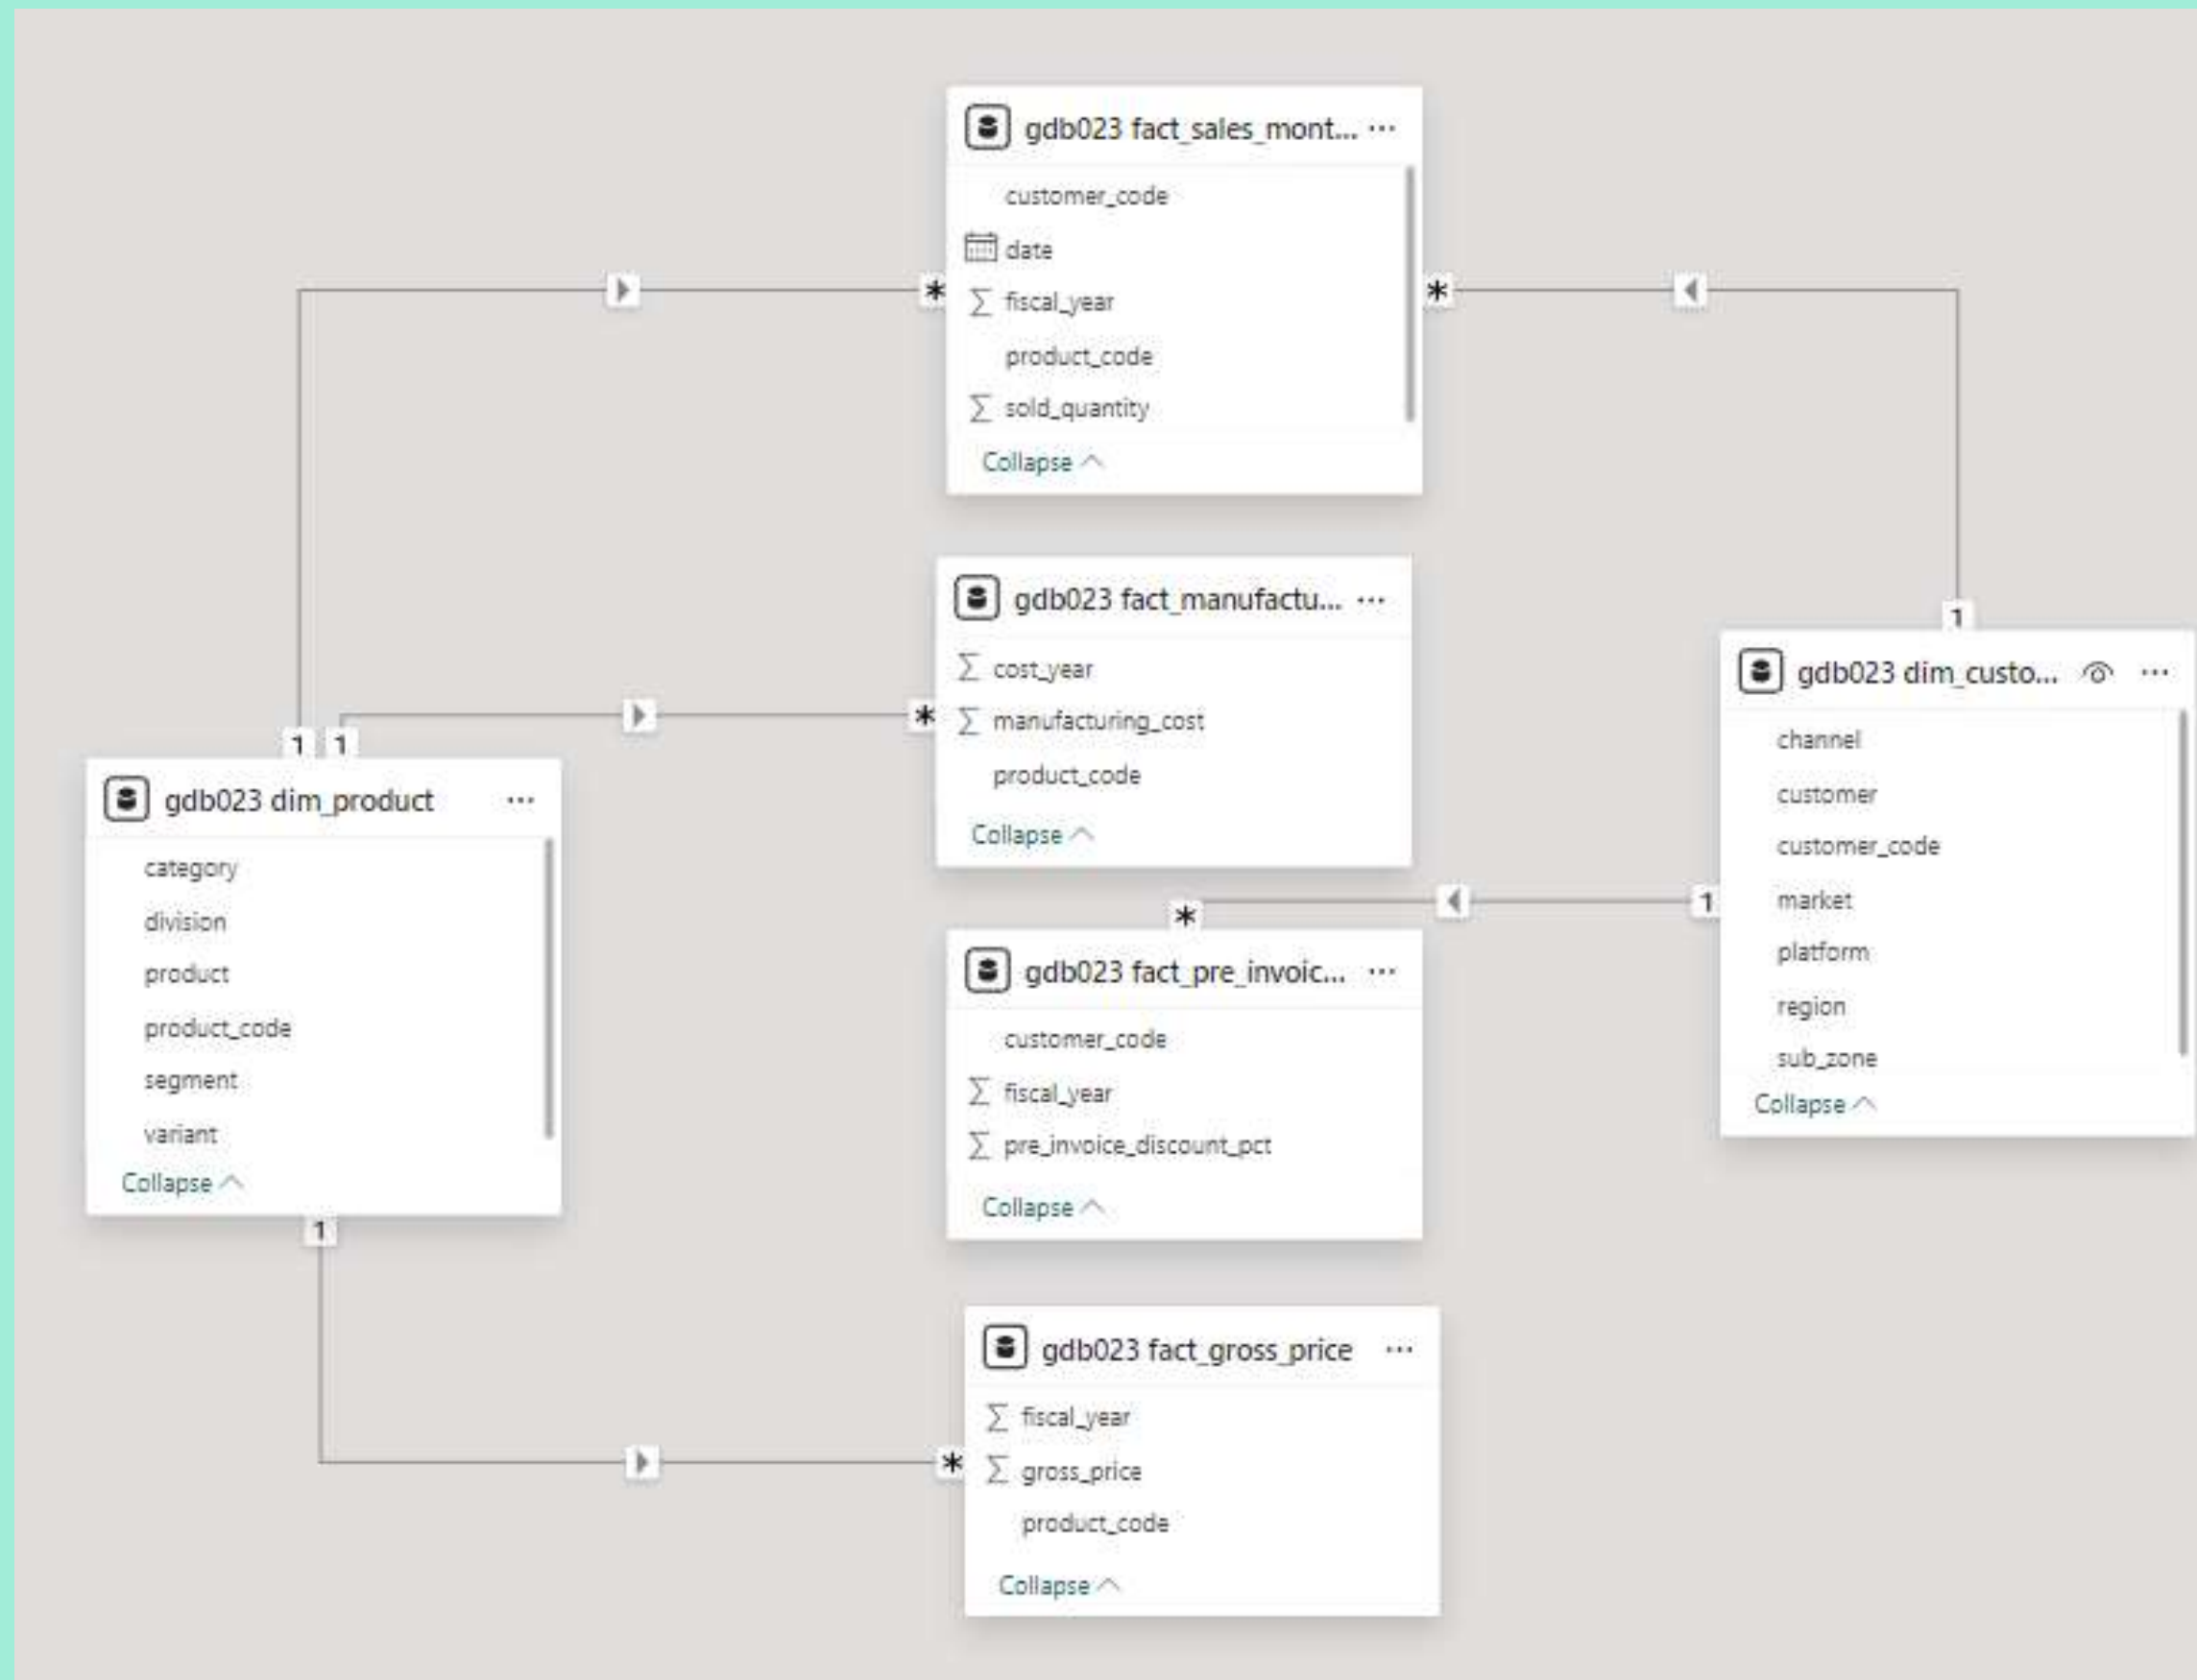 gdb023 fact_sales_mont... ...
customer_code
date
∑ fiscal_year
product_code
∑ sold_quantity
Collapse
*
*
1
gdb023 fact_manufactu... ...
∑ cost_year
∑ manufacturing_cost
product_code
Collapse
*
1 1
gdb023 dim_product ...
category
division
product
product_code
segment
variant
Collapse
1
gdb023 dim_custo... ...
channel
customer
customer_code
market
platform
region
sub_zone
Collapse
1
*
gdb023 fact_pre_invoic... ...
customer_code
∑ fiscal_year
∑ pre_invoice_discount_pct
Collapse
gdb023 fact_gross_price ...
∑ fiscal_year
∑ gross_price
product_code
Collapse
*